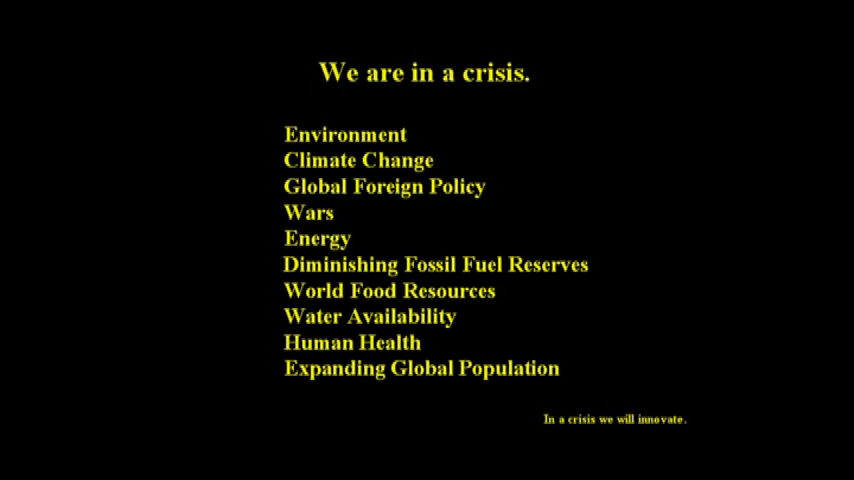 We are in a crisis.
Environment
Climate Change
Global Foreign Policy
Wars
Energy
Diminishing Fossil Fuel Reserves
World Food Resources
Water Availability
Human Health
Expanding Global Population
In a crisis we will innovate.